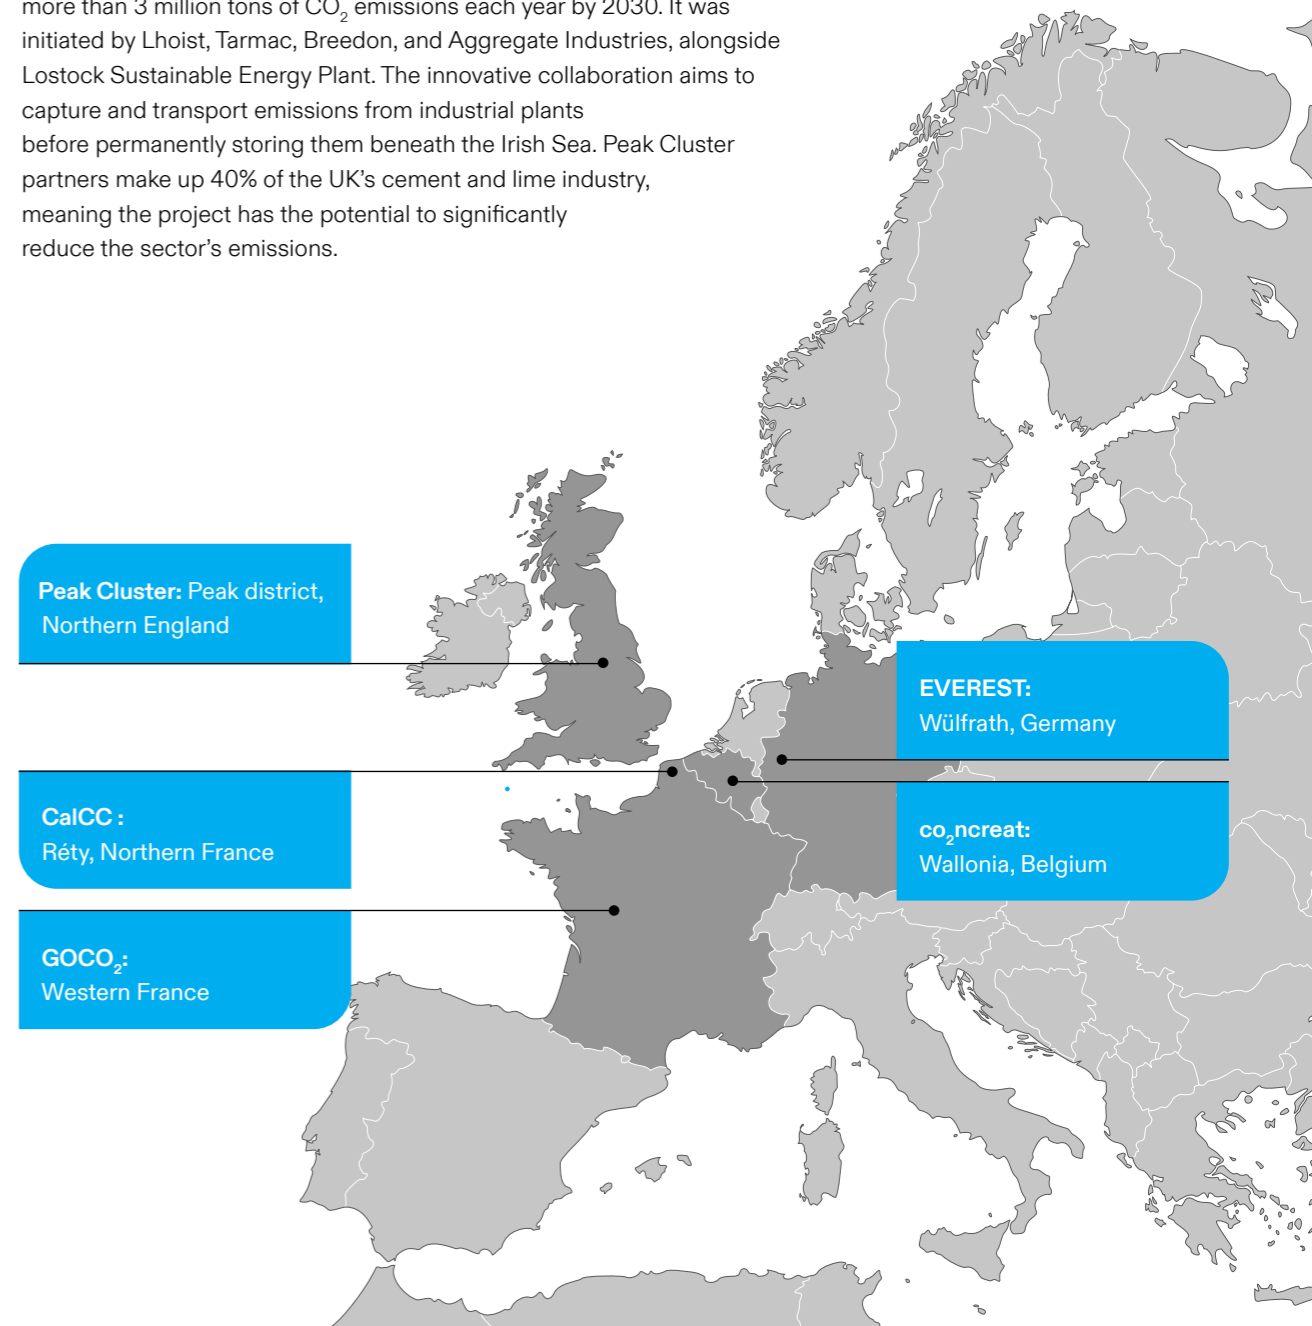 more than 3 million tons of CO₂ emissions each year by 2030. It was
initiated by Lhoist, Tarmac, Breedon, and Aggregate Industries, alongside
Lostock Sustainable Energy Plant. The innovative collaboration aims to
capture and transport emissions from industrial plants
before permanently storing them beneath the Irish Sea. Peak Cluster
partners make up 40% of the UK’s cement and lime industry,
meaning the project has the potential to significantly
reduce the sector’s emissions.
Peak Cluster: Peak district,
Northern England
EVEREST:
Wülfrath, Germany
CalCC :
Réty, Northern France
co₂ncreat:
Wallonia, Belgium
GOCO₂:
Western France